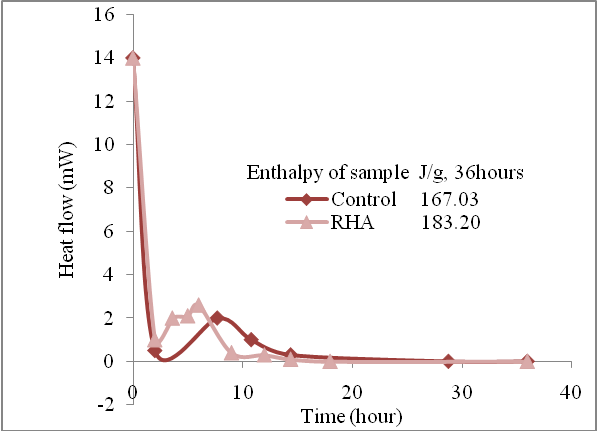 16
14
12
10
8
6
4
2
0
-2
Heat flow (mW)
Enthalpy of sample J/g, 36hours
Control 167.03
RHA 183.20
0 10 20 30 40
Time (hour)